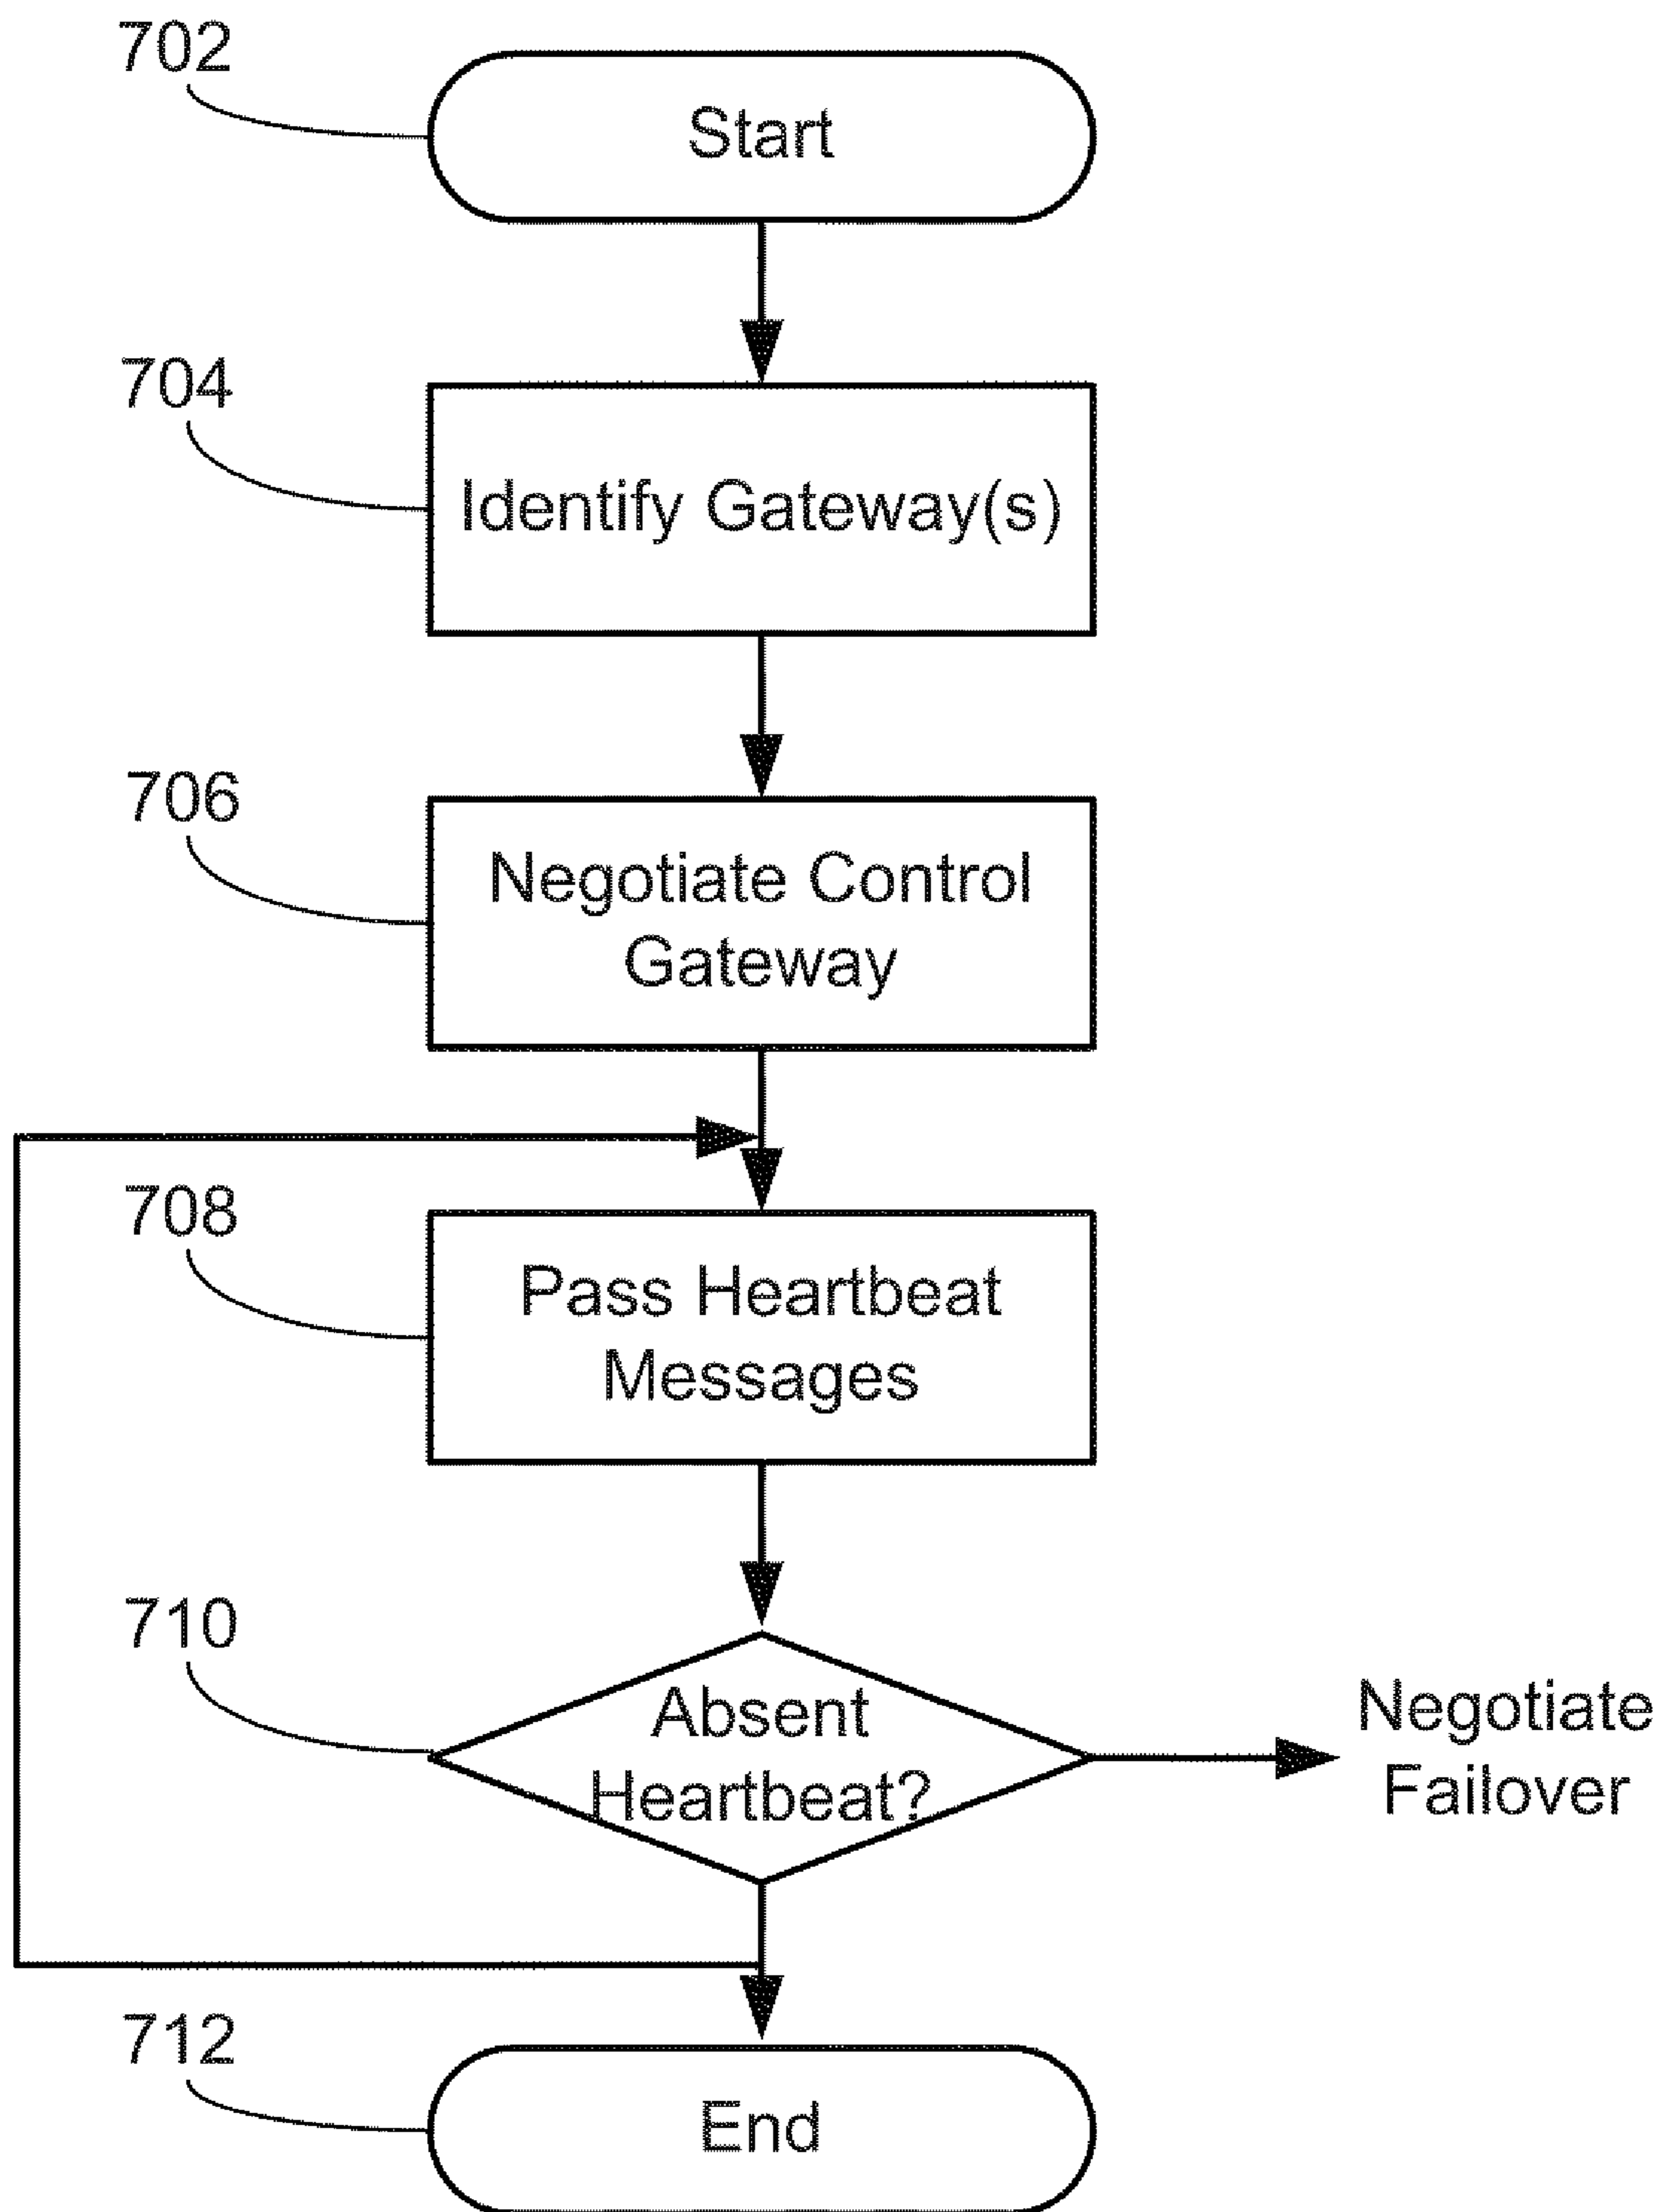 702
Start
704
Identify Gateway(s)
706
Negotiate Control
Gateway
708
Pass Heartbeat
Messages
710
Absent
Heartbeat?
Negotiate
Failover
712
End